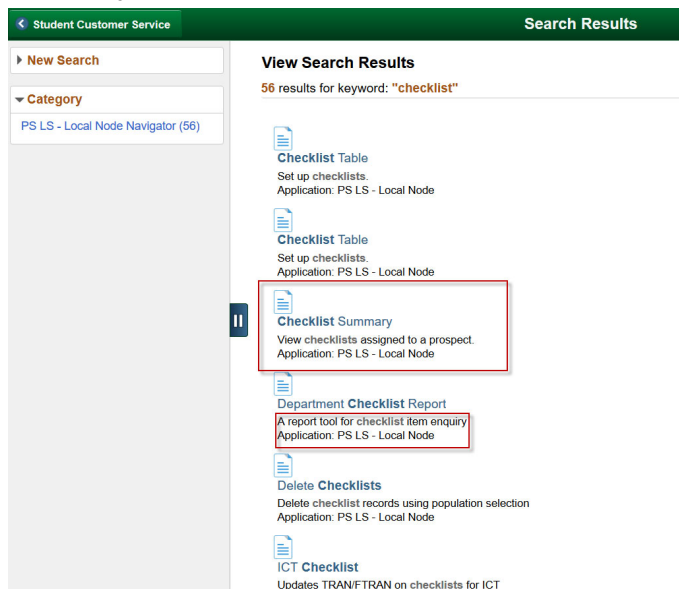 Student Customer Service
Search Results
New Search
Category
PS LS - Local Node Navigator (56)
View Search Results
56 results for keyword: "checklist"
Checklist Table
Set up checklists.
Application: PS LS - Local Node
Checklist Table
Set up checklists.
Application: PS LS - Local Node
Checklist Summary
View checklists assigned to a prospect.
Application: PS LS - Local Node
Department Checklist Report
A report tool for checklist item enquiry
Application: PS LS - Local Node
Delete Checklists
Delete checklist records using population selection
Application: PS LS - Local Node
ICT Checklist
Updates TRAN/FTRAN on checklists for ICT